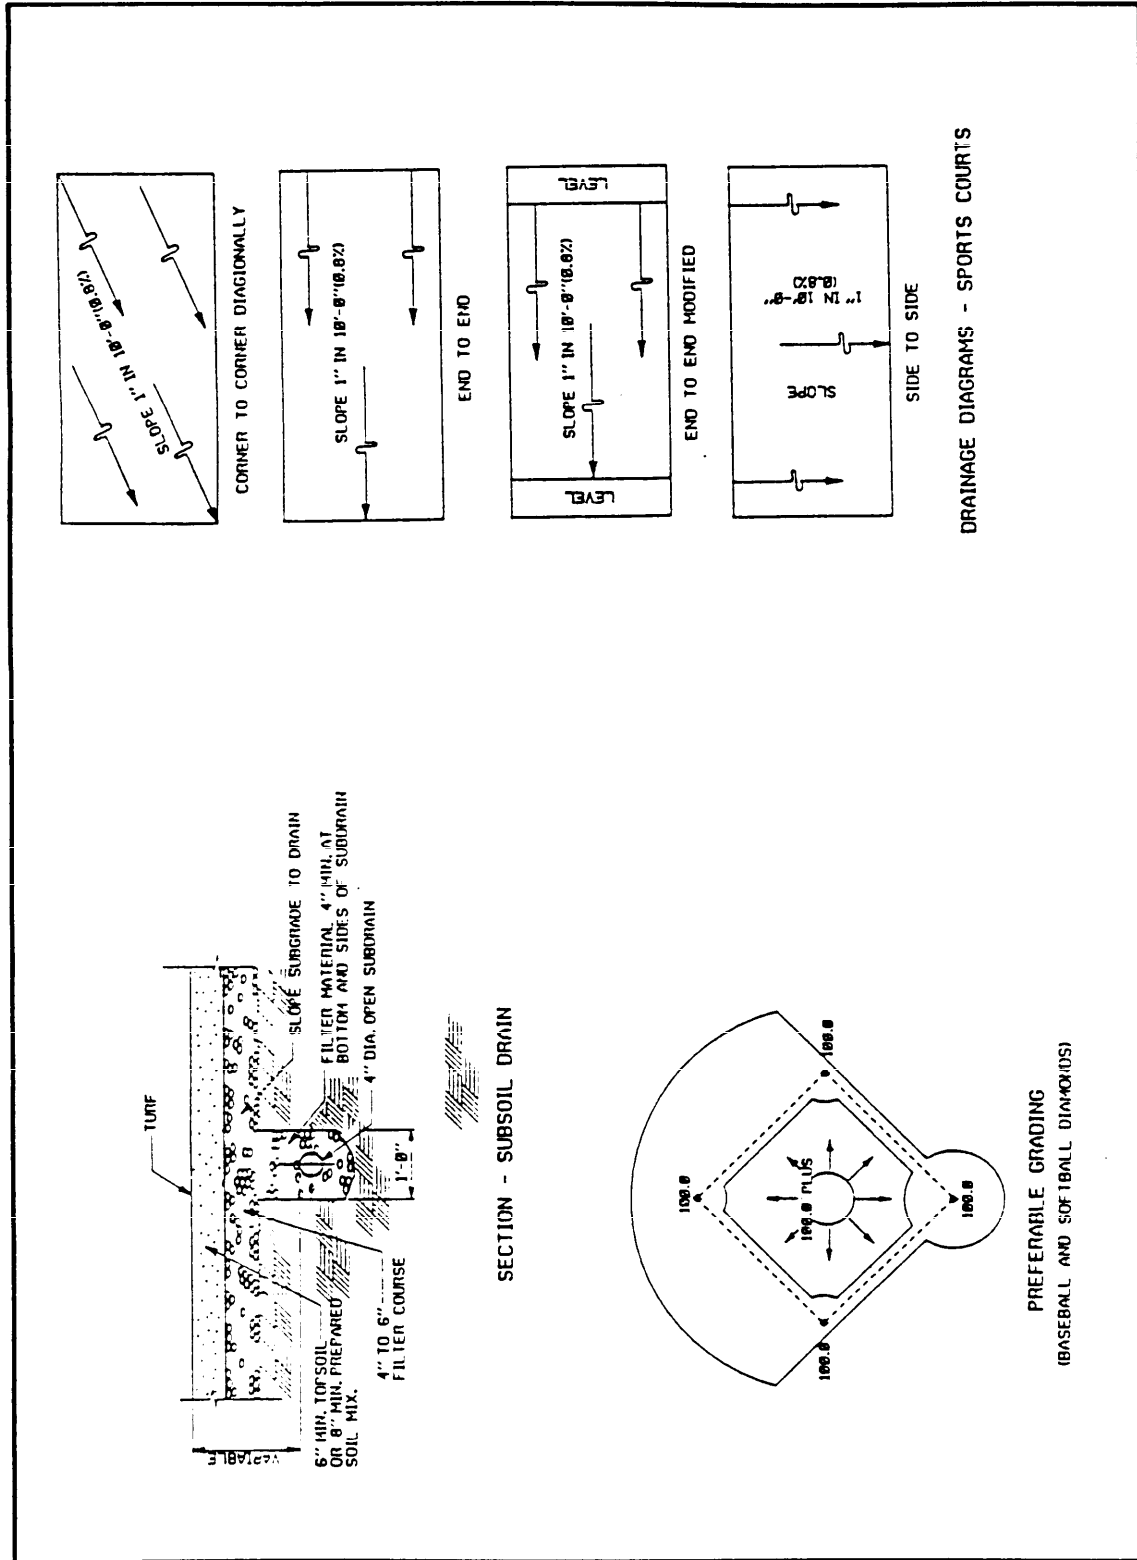 TURF
SLOPE SUBGRADE TO DRAIN
FILTER MATERIAL 4" MIN. AT
BOTTOM AND SIDES OF SUBDRAIN
4" DIA. OPEN SUBDRAIN
1'-0"
VARIABLE
6" MIN. TOPSOIL
OR 8" MIN. PREPARED
SOIL MIX.
4" TO 6"
FILTER COURSE
SECTION - SUBSOIL DRAIN
100.0
100.0
100.0 PLUS
100.0
100.0
PREFERABLE GRADING
(BASEBALL AND SOFTBALL DIAMONDS)
SLOPE 1" IN 10'-0"(0.8%)
CORNER TO CORNER DIAGIONALLY
SLOPE 1" IN 10'-0"(0.8%)
END TO END
LEVEL
SLOPE 1" IN 10'-0"
(0.8%)
LEVEL
END TO END MODIFIED
SLOPE
1" IN 10'-0"
(0.8%)
SIDE TO SIDE
DRAINAGE DIAGRAMS - SPORTS COURTS